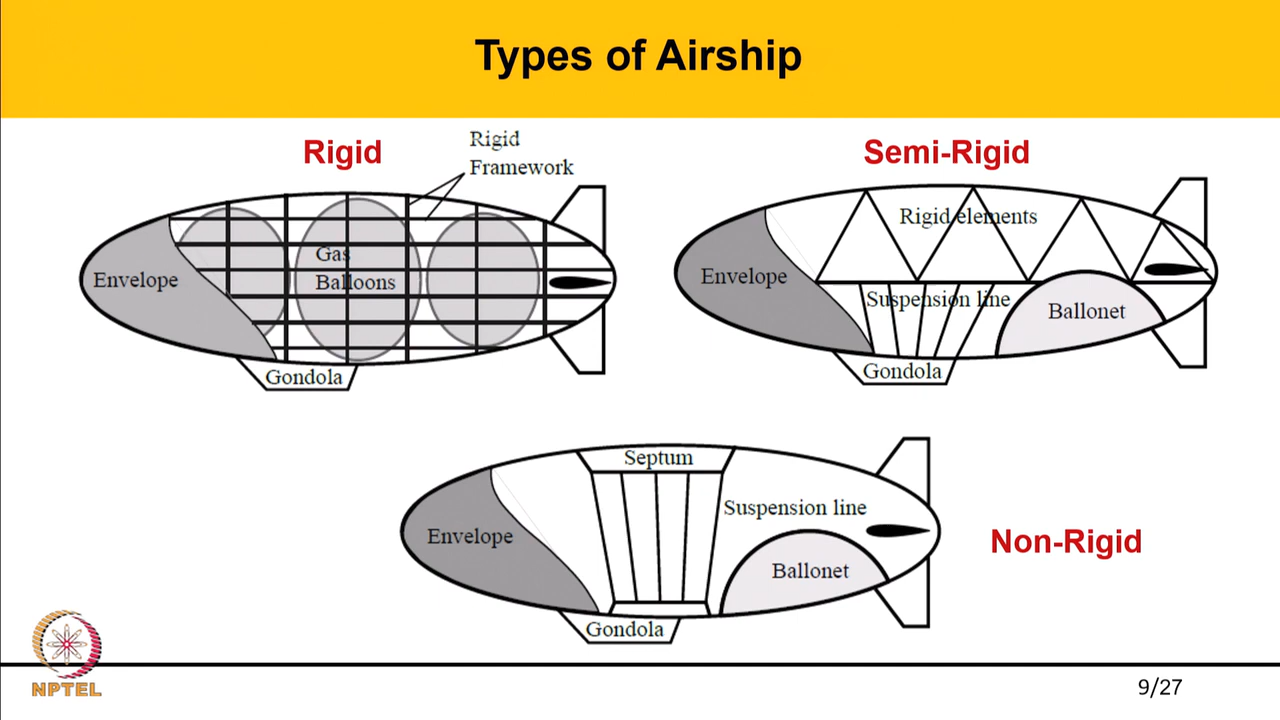 Types of Airship
Rigid
Rigid
Framework
Gas
Balloons
Envelope
Gondola
Semi-Rigid
Rigid elements
Envelope
Suspension line
Ballonet
Gondola
Septum
Suspension line
Envelope
Ballonet
Gondola
Non-Rigid
NPTEL
9/27